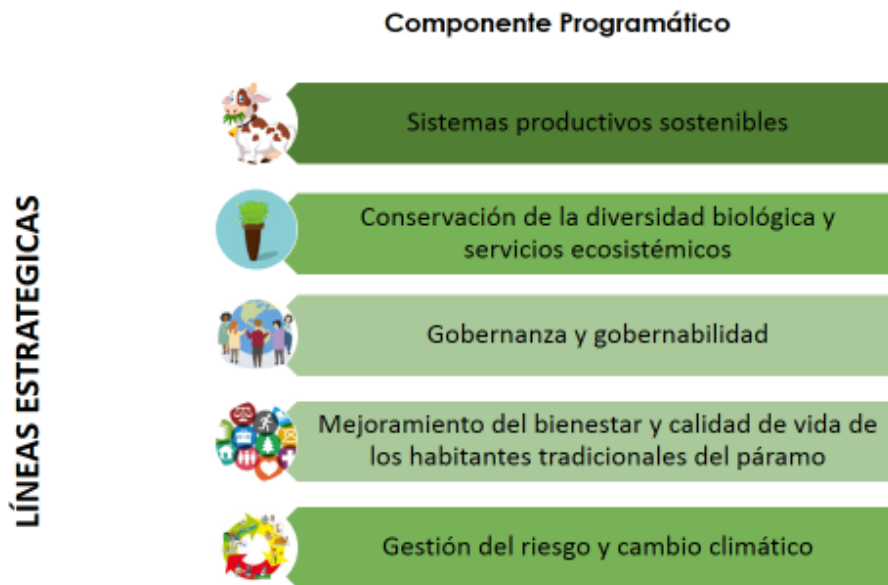 Componente Programático
LÍNEAS ESTRATEGICAS
Sistemas productivos sostenibles
Conservación de la diversidad biológica y
servicios ecosistémicos
Gobernanza y gobernabilidad
Mejoramiento del bienestar y calidad de vida de
los habitantes tradicionales del páramo
Gestión del riesgo y cambio climático